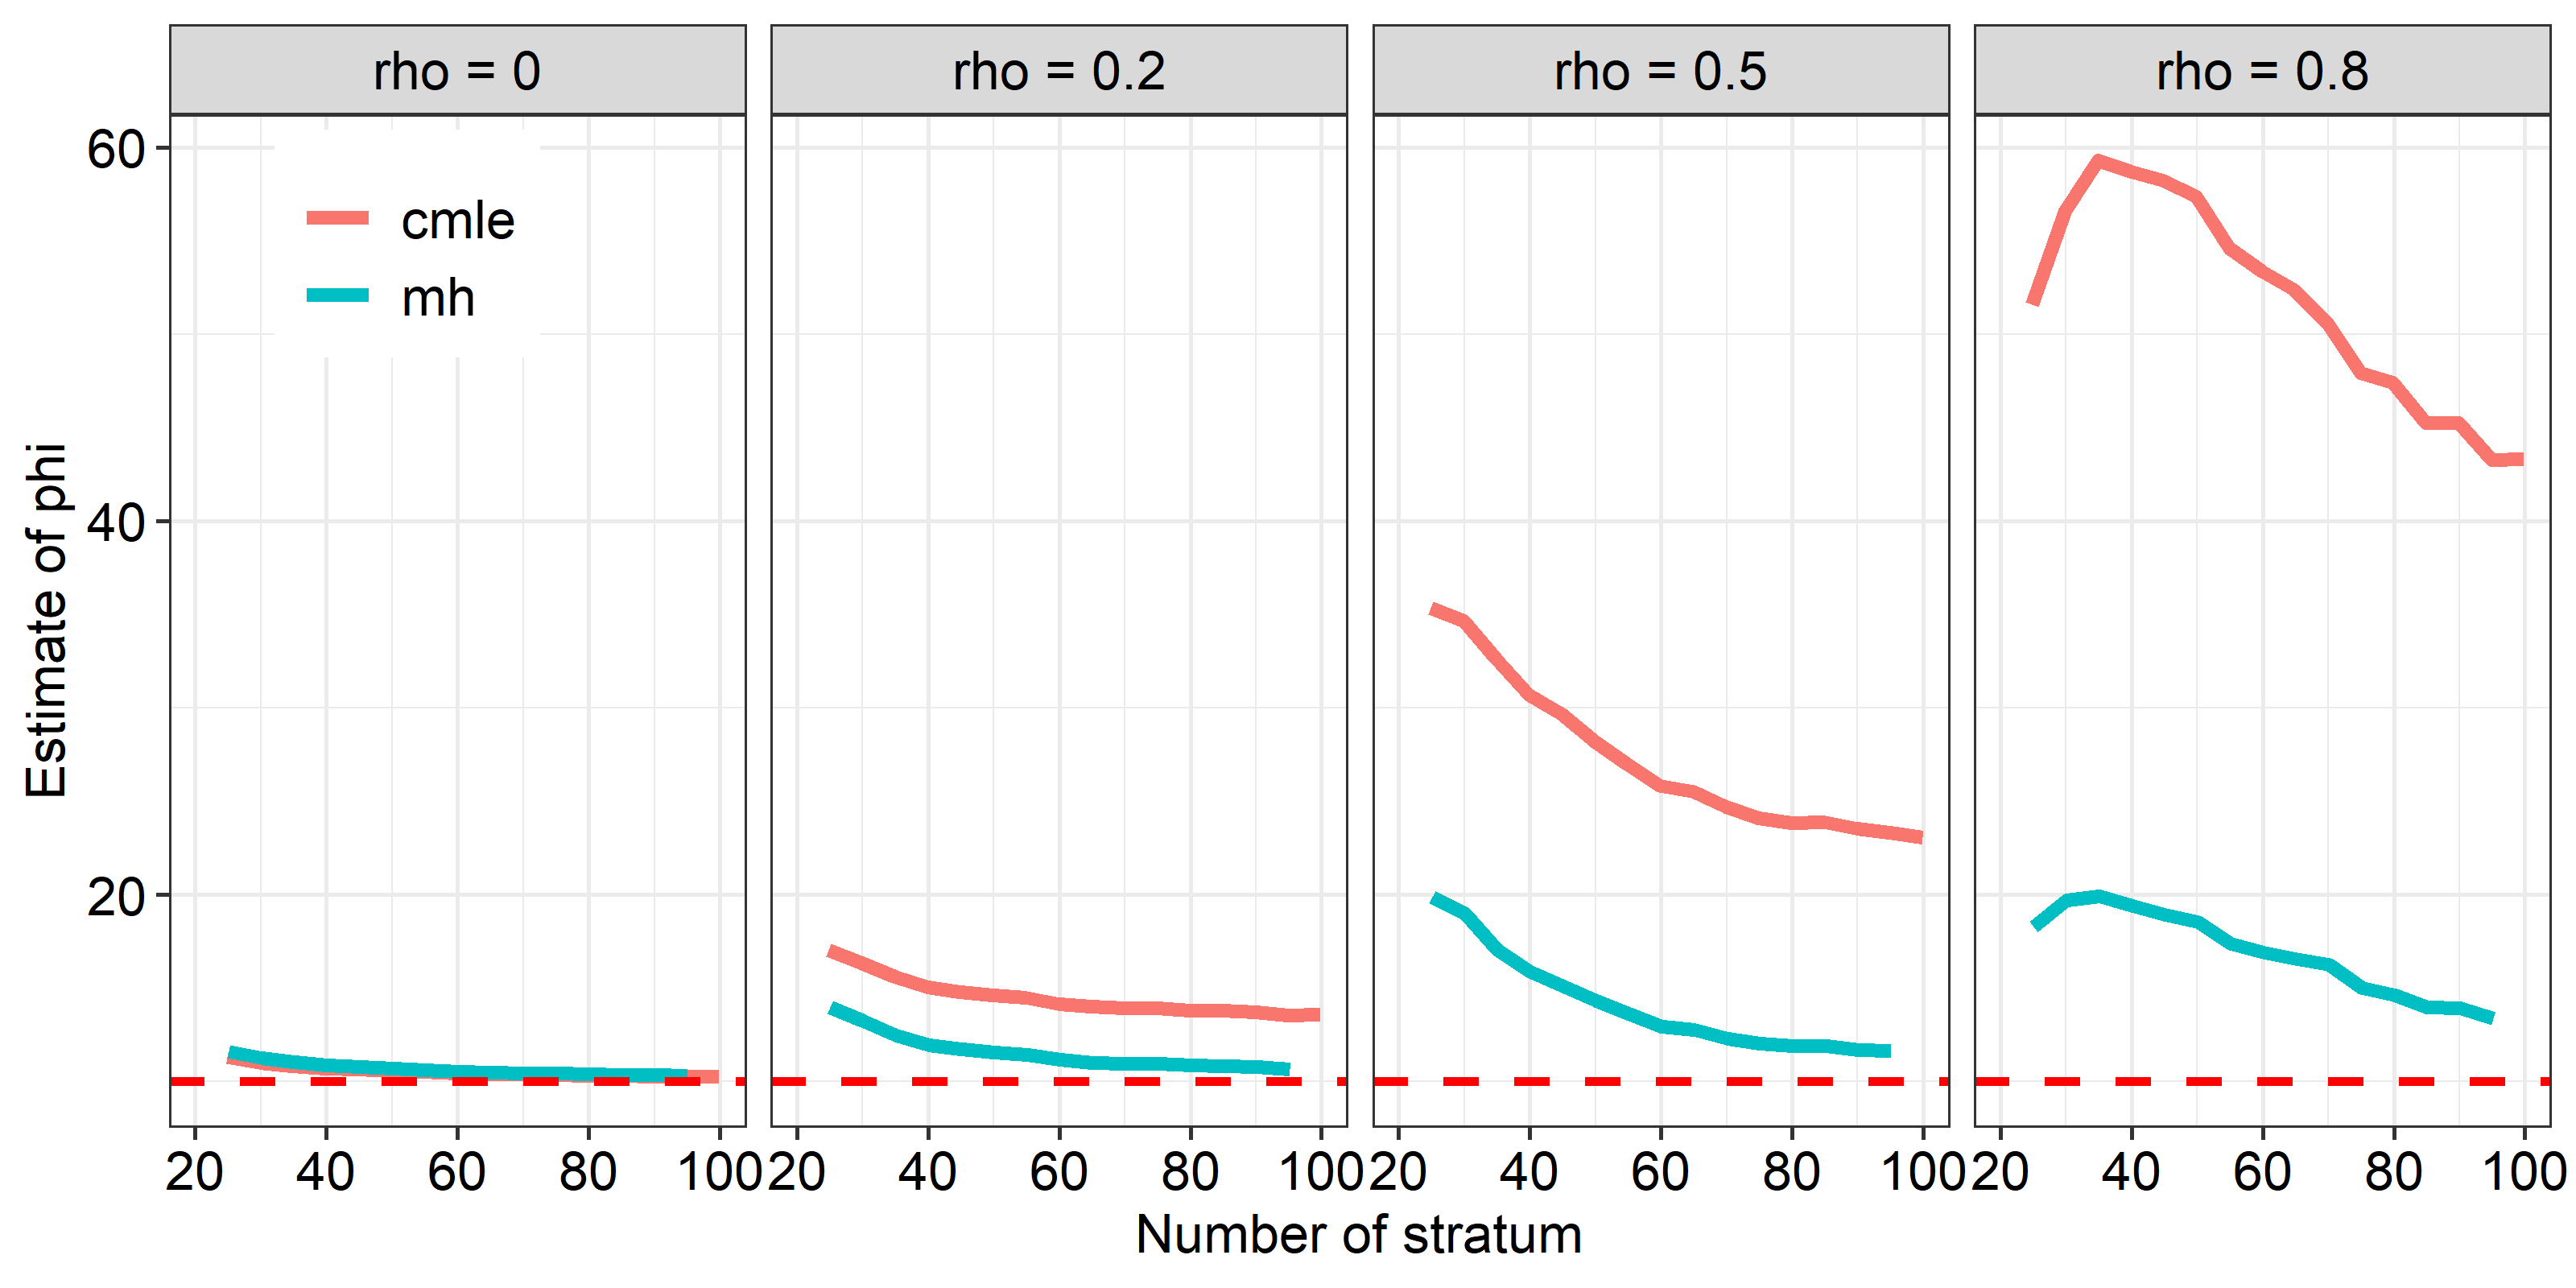 rho = 0
rho = 0.2
rho = 0.5
rho = 0.8
Estimate of phi
60
40
20
cmle
mh
20 40 60 80 100
20 40 60 80 100
20 40 60 80 100
20 40 60 80 100
Number of stratum